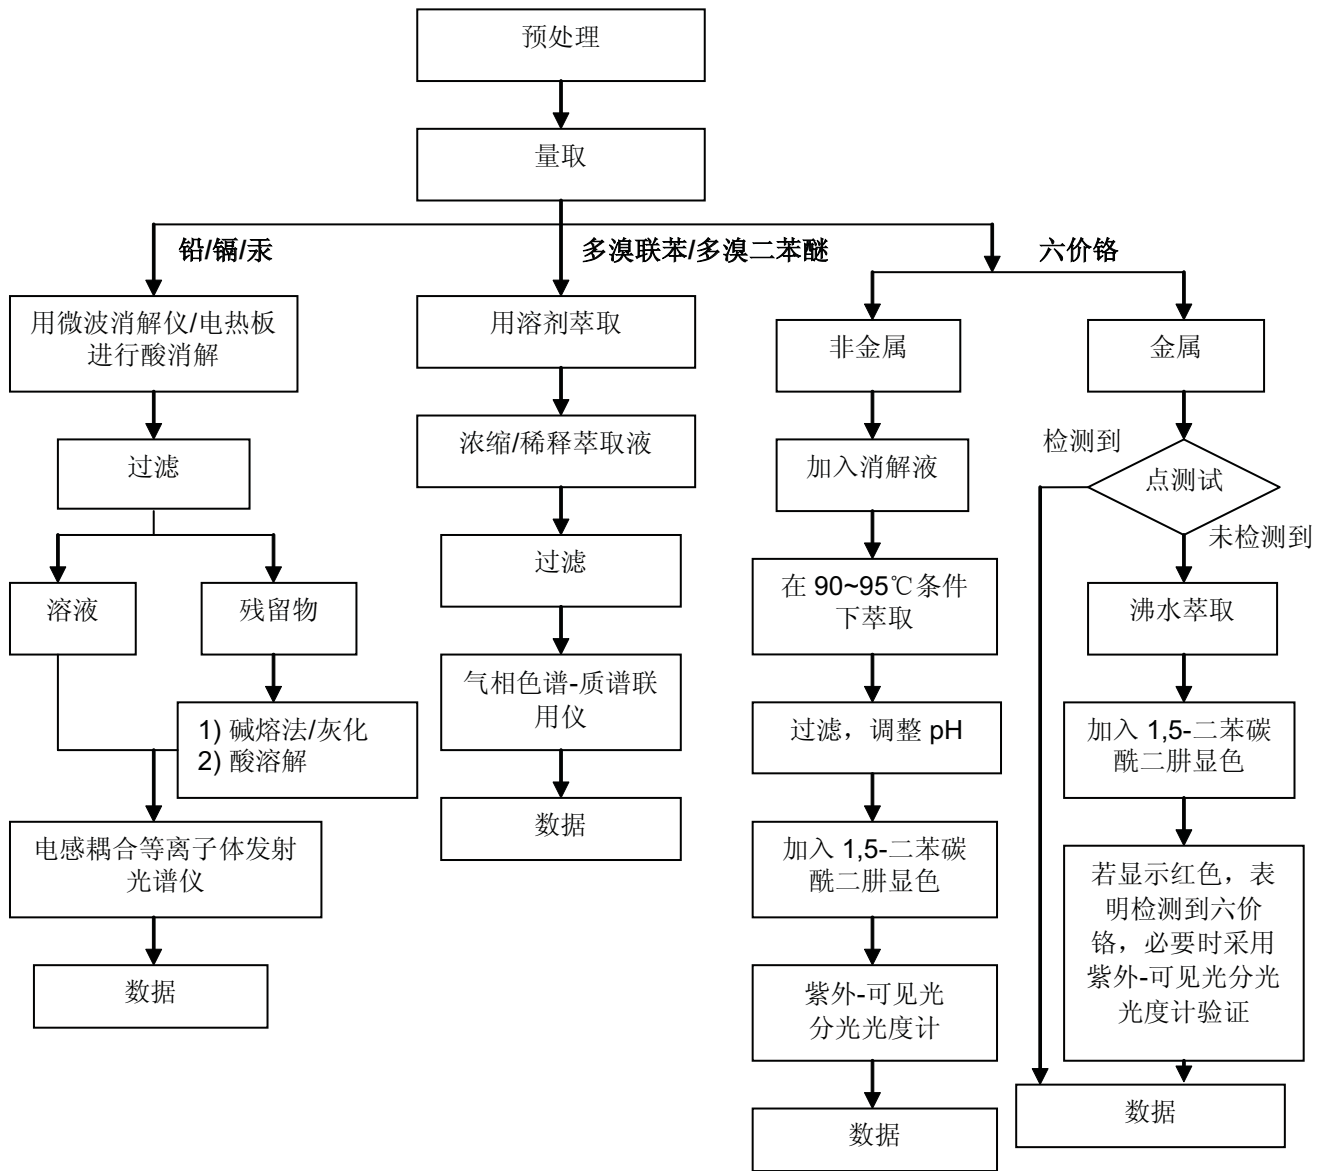 预处理
量取
铅/镉/汞
多溴联苯/多溴二苯醚
六价铬
用微波消解仪/电热板
进行酸消解
过滤
溶液
残留物
1) 碱熔法/灰化
2) 酸溶解
电感耦合等离子体发射
光谱仪
数据
用溶剂萃取
浓缩/稀释萃取液
过滤
气相色谱-质谱联
用仪
数据
非金属
加入消解液
在 90~95℃条件
下萃取
过滤，调整 pH
加入 1,5-二苯碳
酰二肼显色
紫外-可见光
分光光度计
数据
金属
检测到
点测试
未检测到
沸水萃取
加入 1,5-二苯碳
酰二肼显色
若显示红色，表
明检测到六价
铬，必要时采用
紫外-可见光分光
光度计验证
数据